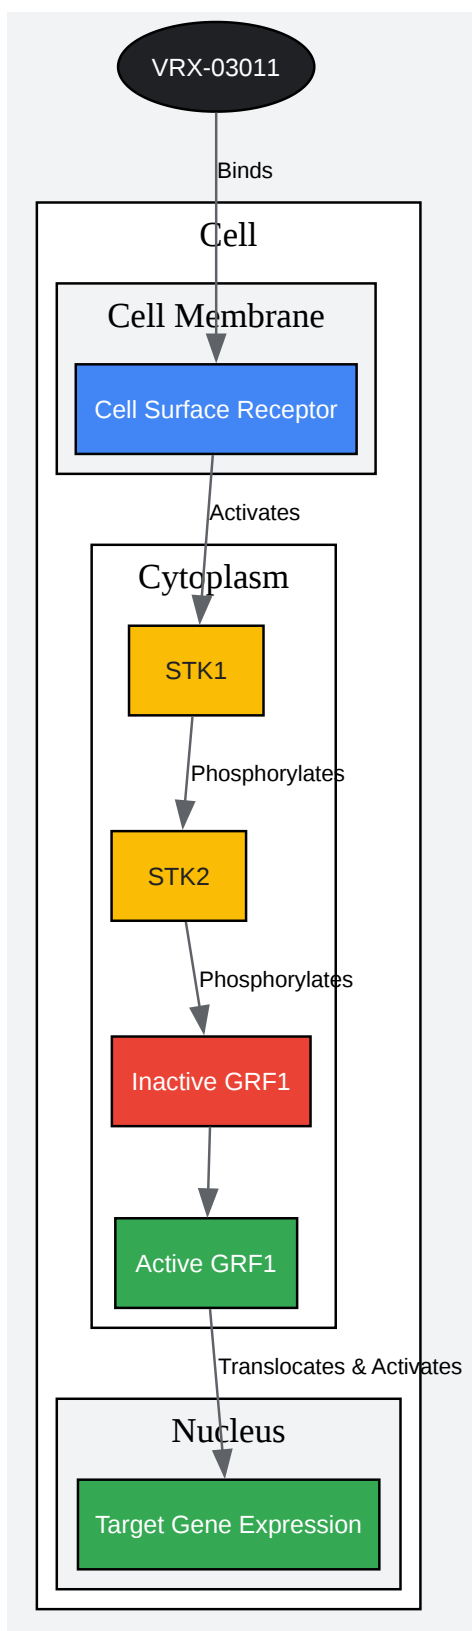 VRX-03011
Binds
Cell
Cell Membrane
Cell Surface Receptor
Activates
Cytoplasm
STK1
Phosphorylates
STK2
Phosphorylates
Inactive GRF1
Active GRF1
Translocates & Activates
Nucleus
Target Gene Expression